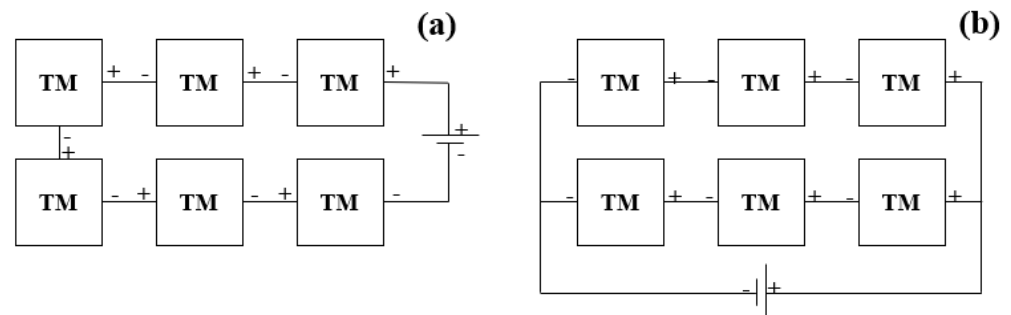 (a) (b)
TM + - TM + - TM + - TM + - TM + - TM +
- +
+ -
TM - + TM - + TM - - TM + - TM + - TM +
- +